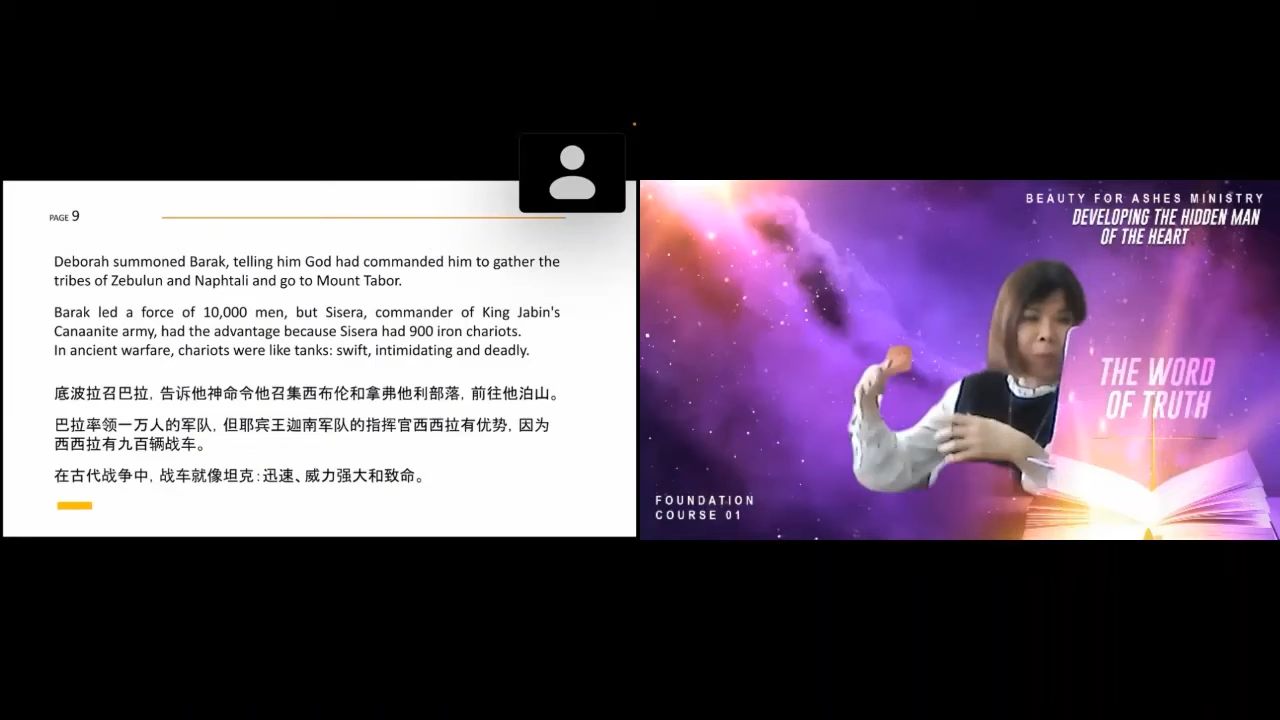 PAGE 9
Deborah summoned Barak, telling him God had commanded him to gather the
tribes of Zebulun and Naphtali and go to Mount Tabor.
Barak led a force of 10,000 men, but Sisera, commander of King Jabin's
Canaanite army, had the advantage because Sisera had 900 iron chariots.
In ancient warfare, chariots were like tanks: swift, intimidating and deadly.
底波拉召巴拉，告诉他神命令他召集西布伦和拿弗他利部落，前往他泊山。
巴拉率领一万人的军队，但耶宾王迦南军队的指挥官西西拉有优势，因为
西西拉有九百辆战车。
在古代战争中，战车就像坦克：迅速、威力强大和致命。
BEAUTY FOR ASHES MINISTRY
DEVELOPING THE HIDDEN MAN
OF THE HEART
THE WORD
OF TRUTH
FOUNDATION
COURSE 01